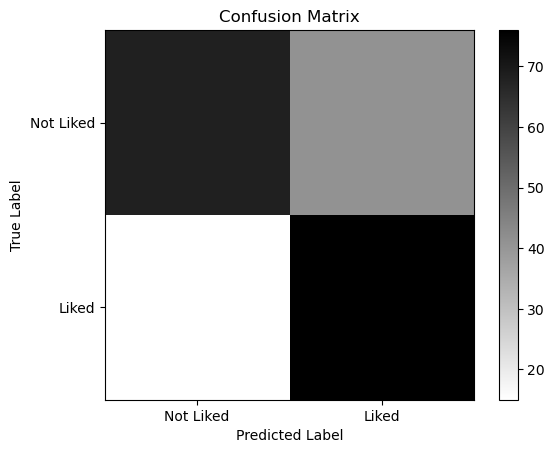 Confusion Matrix
True Label
Not Liked
Liked
Not Liked
Liked
Predicted Label
70
60
50
40
30
20